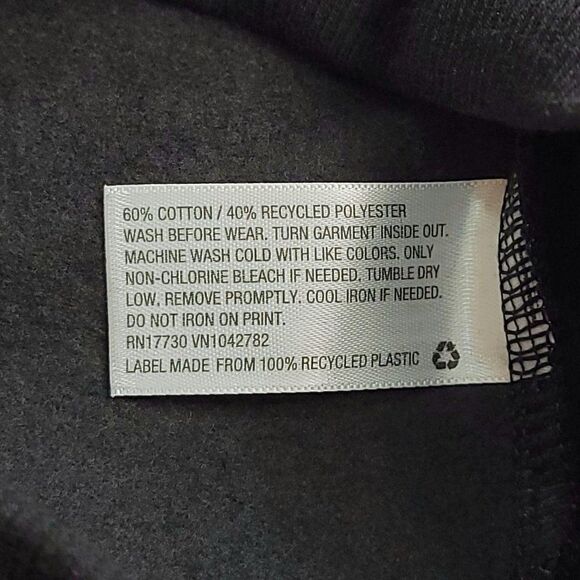 60% COTTON / 40% RECYCLED POLYESTER
WASH BEFORE WEAR. TURN GARMENT INSIDE OUT.
MACHINE WASH COLD WITH LIKE COLORS. ONLY
NON-CHLORINE BLEACH IF NEEDED. TUMBLE DRY
LOW. REMOVE PROMPTLY. COOL IRON IF NEEDED.
DO NOT IRON ON PRINT.
RN17730 VN1042782
LABEL MADE FROM 100% RECYCLED PLASTIC